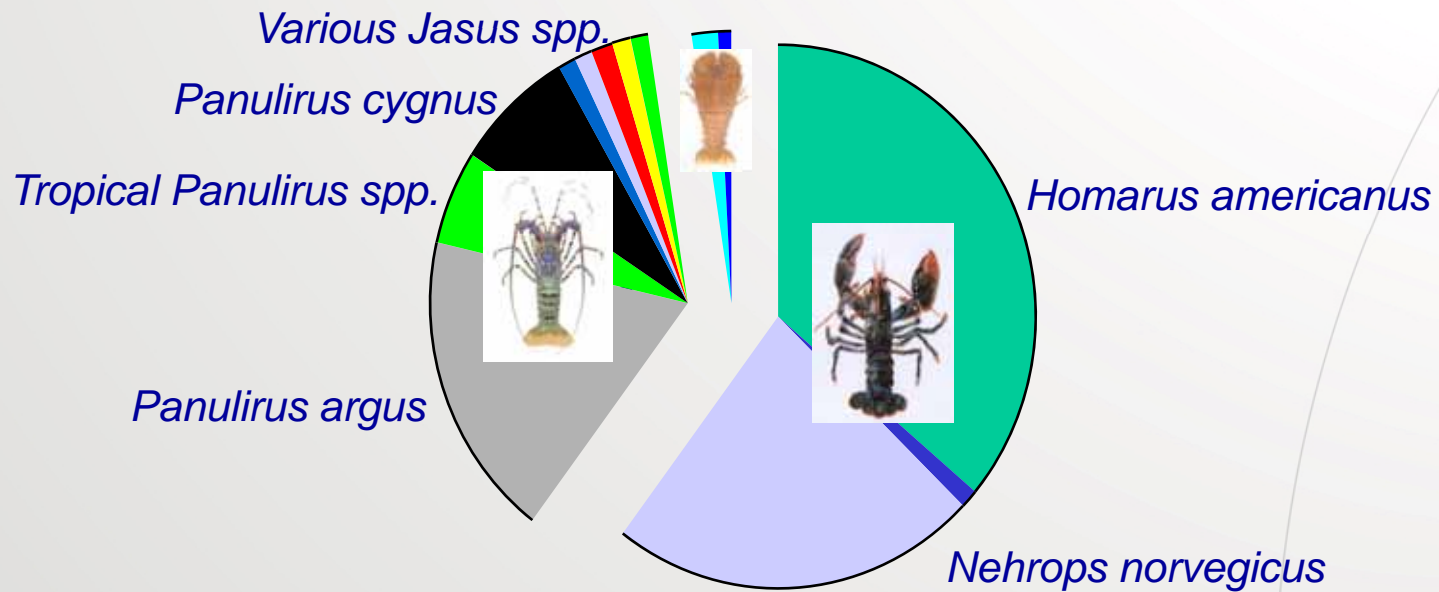 Various Jasus spp.
Panulirus cygnus
Tropical Panulirus spp.
Homarus americanus
Panulirus argus
Nehrops norvegicus